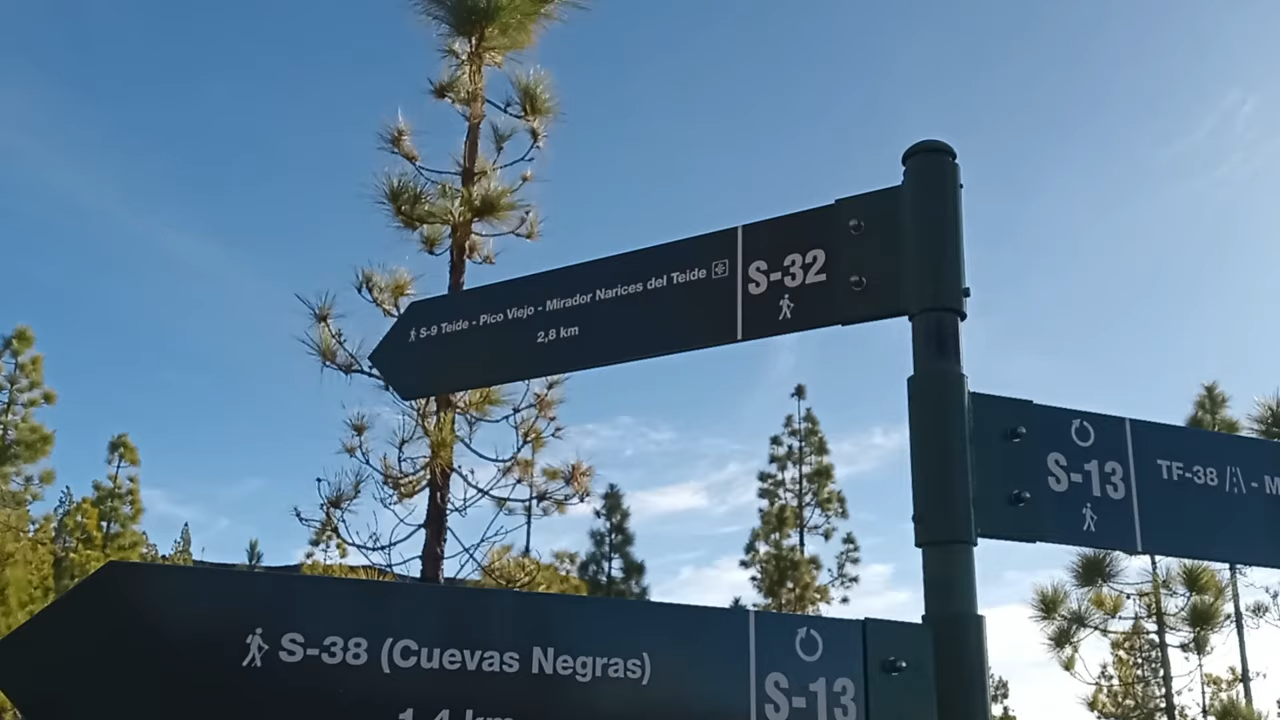 S-9 Teide - Pico Viejo - Mirador Narices del Teide
2,8 km
S-32
S-13
TF-38
S-38 (Cuevas Negras)
S-13